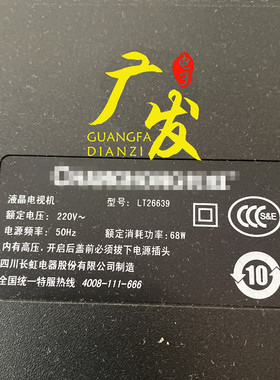 广发
GUANGFA
DIANZI
液晶电视机
型号: LT26639
额定电压: 220V~
电源频率: 50Hz
额定消耗功率: 68W
内有高压，开启后盖前必须拔下电源插头
四川长虹电器股份有限公司制造
全国统一特服热线 4008-111-666
CCC
S&E
10